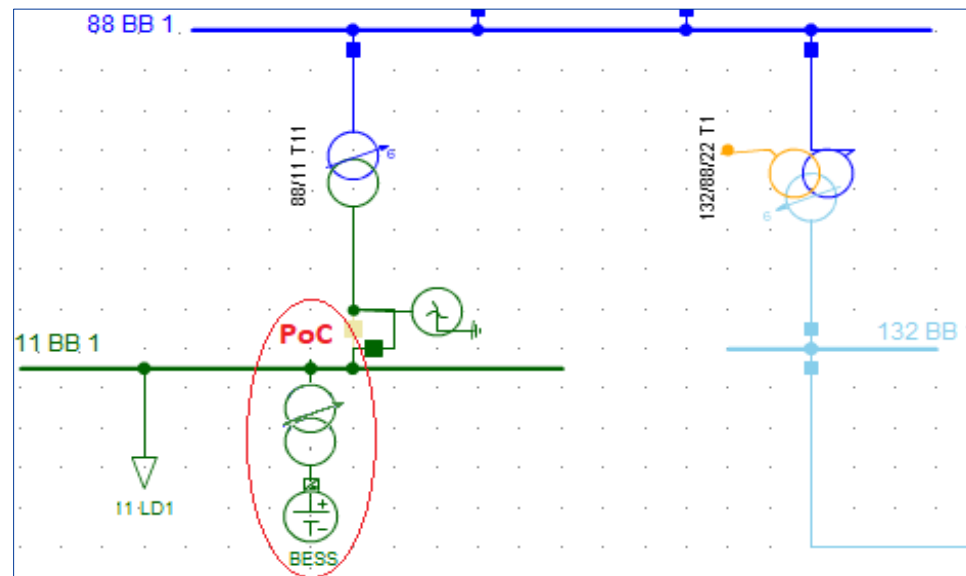 88 BB 1
88/11 T11
6
132/88/22 T1
6
PoC
11 BB 1
132 BB
11 LD1
BESS